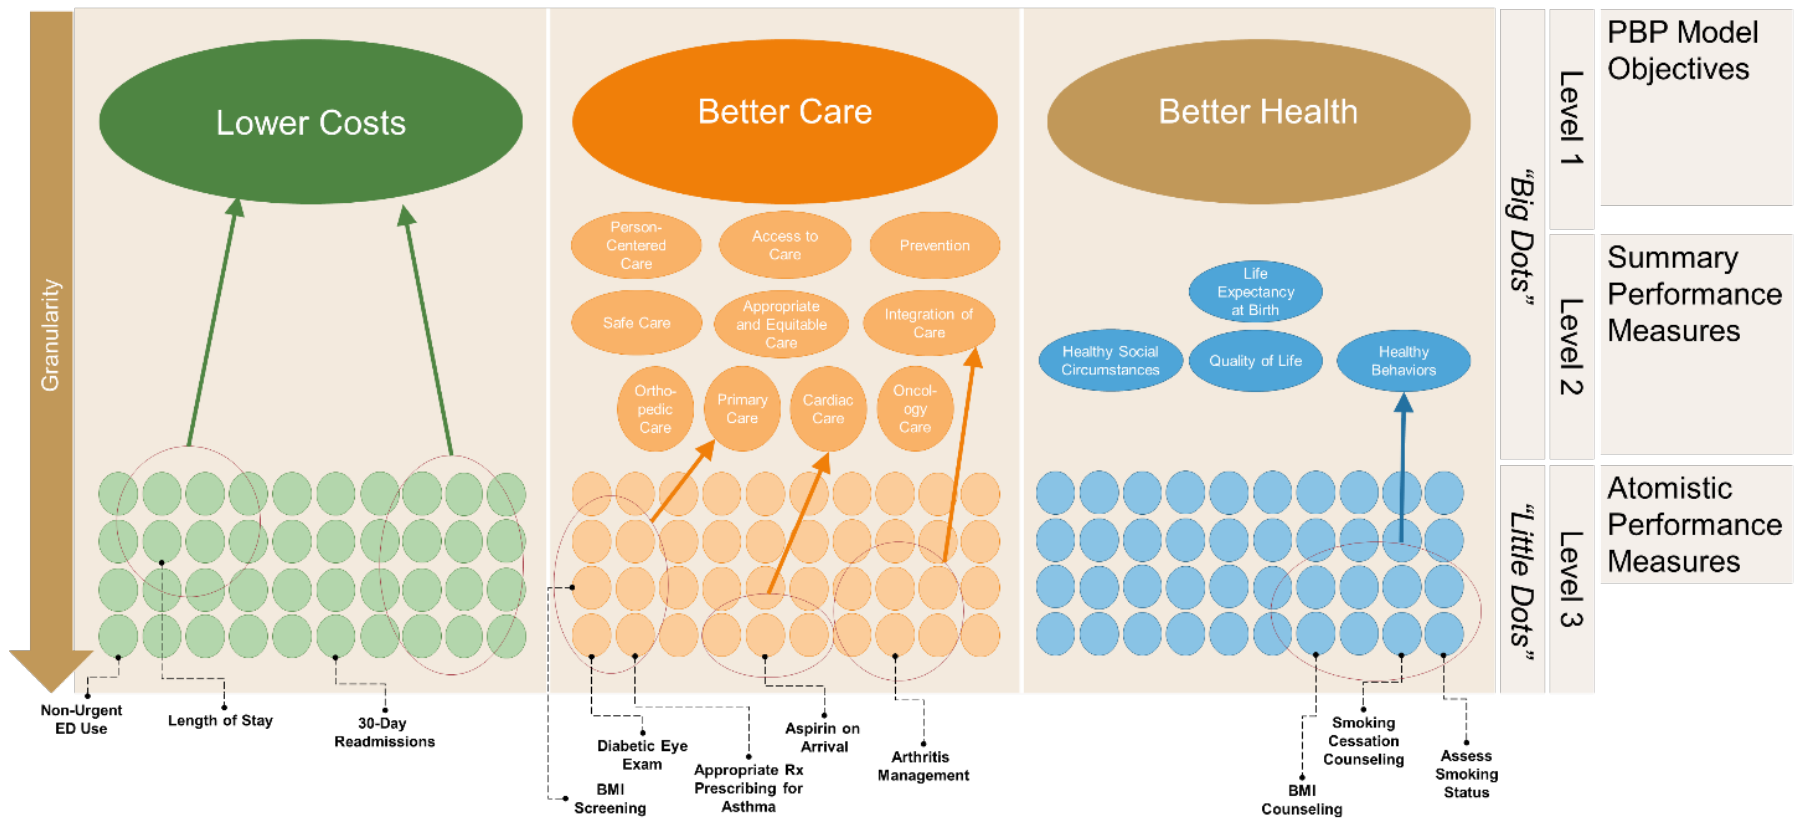 Granularity
Lower Costs
Better Care
Better Health
Person-
Centered
Care
Access to
Care
Prevention
Safe Care
Appropriate
and Equitable
Care
Integration of
Care
Ortho-
pedic
Care
Primary
Care
Cardiac
Care
Oncol-
ogy
Care
Life
Expectancy
at Birth
Healthy Social
Circumstances
Quality of Life
Healthy
Behaviors
“Big Dots”
“Little Dots”
Level 1
Level 2
Level 3
PBP Model
Objectives
Summary
Performance
Measures
Atomistic
Performance
Measures
Non-Urgent
ED Use
Length of Stay
30-Day
Readmissions
BMI
Screening
Diabetic Eye
Exam
Appropriate Rx
Prescribing for
Asthma
Aspirin on
Arrival
Arthritis
Management
BMI
Counseling
Smoking
Cessation
Counseling
Assess
Smoking
Status